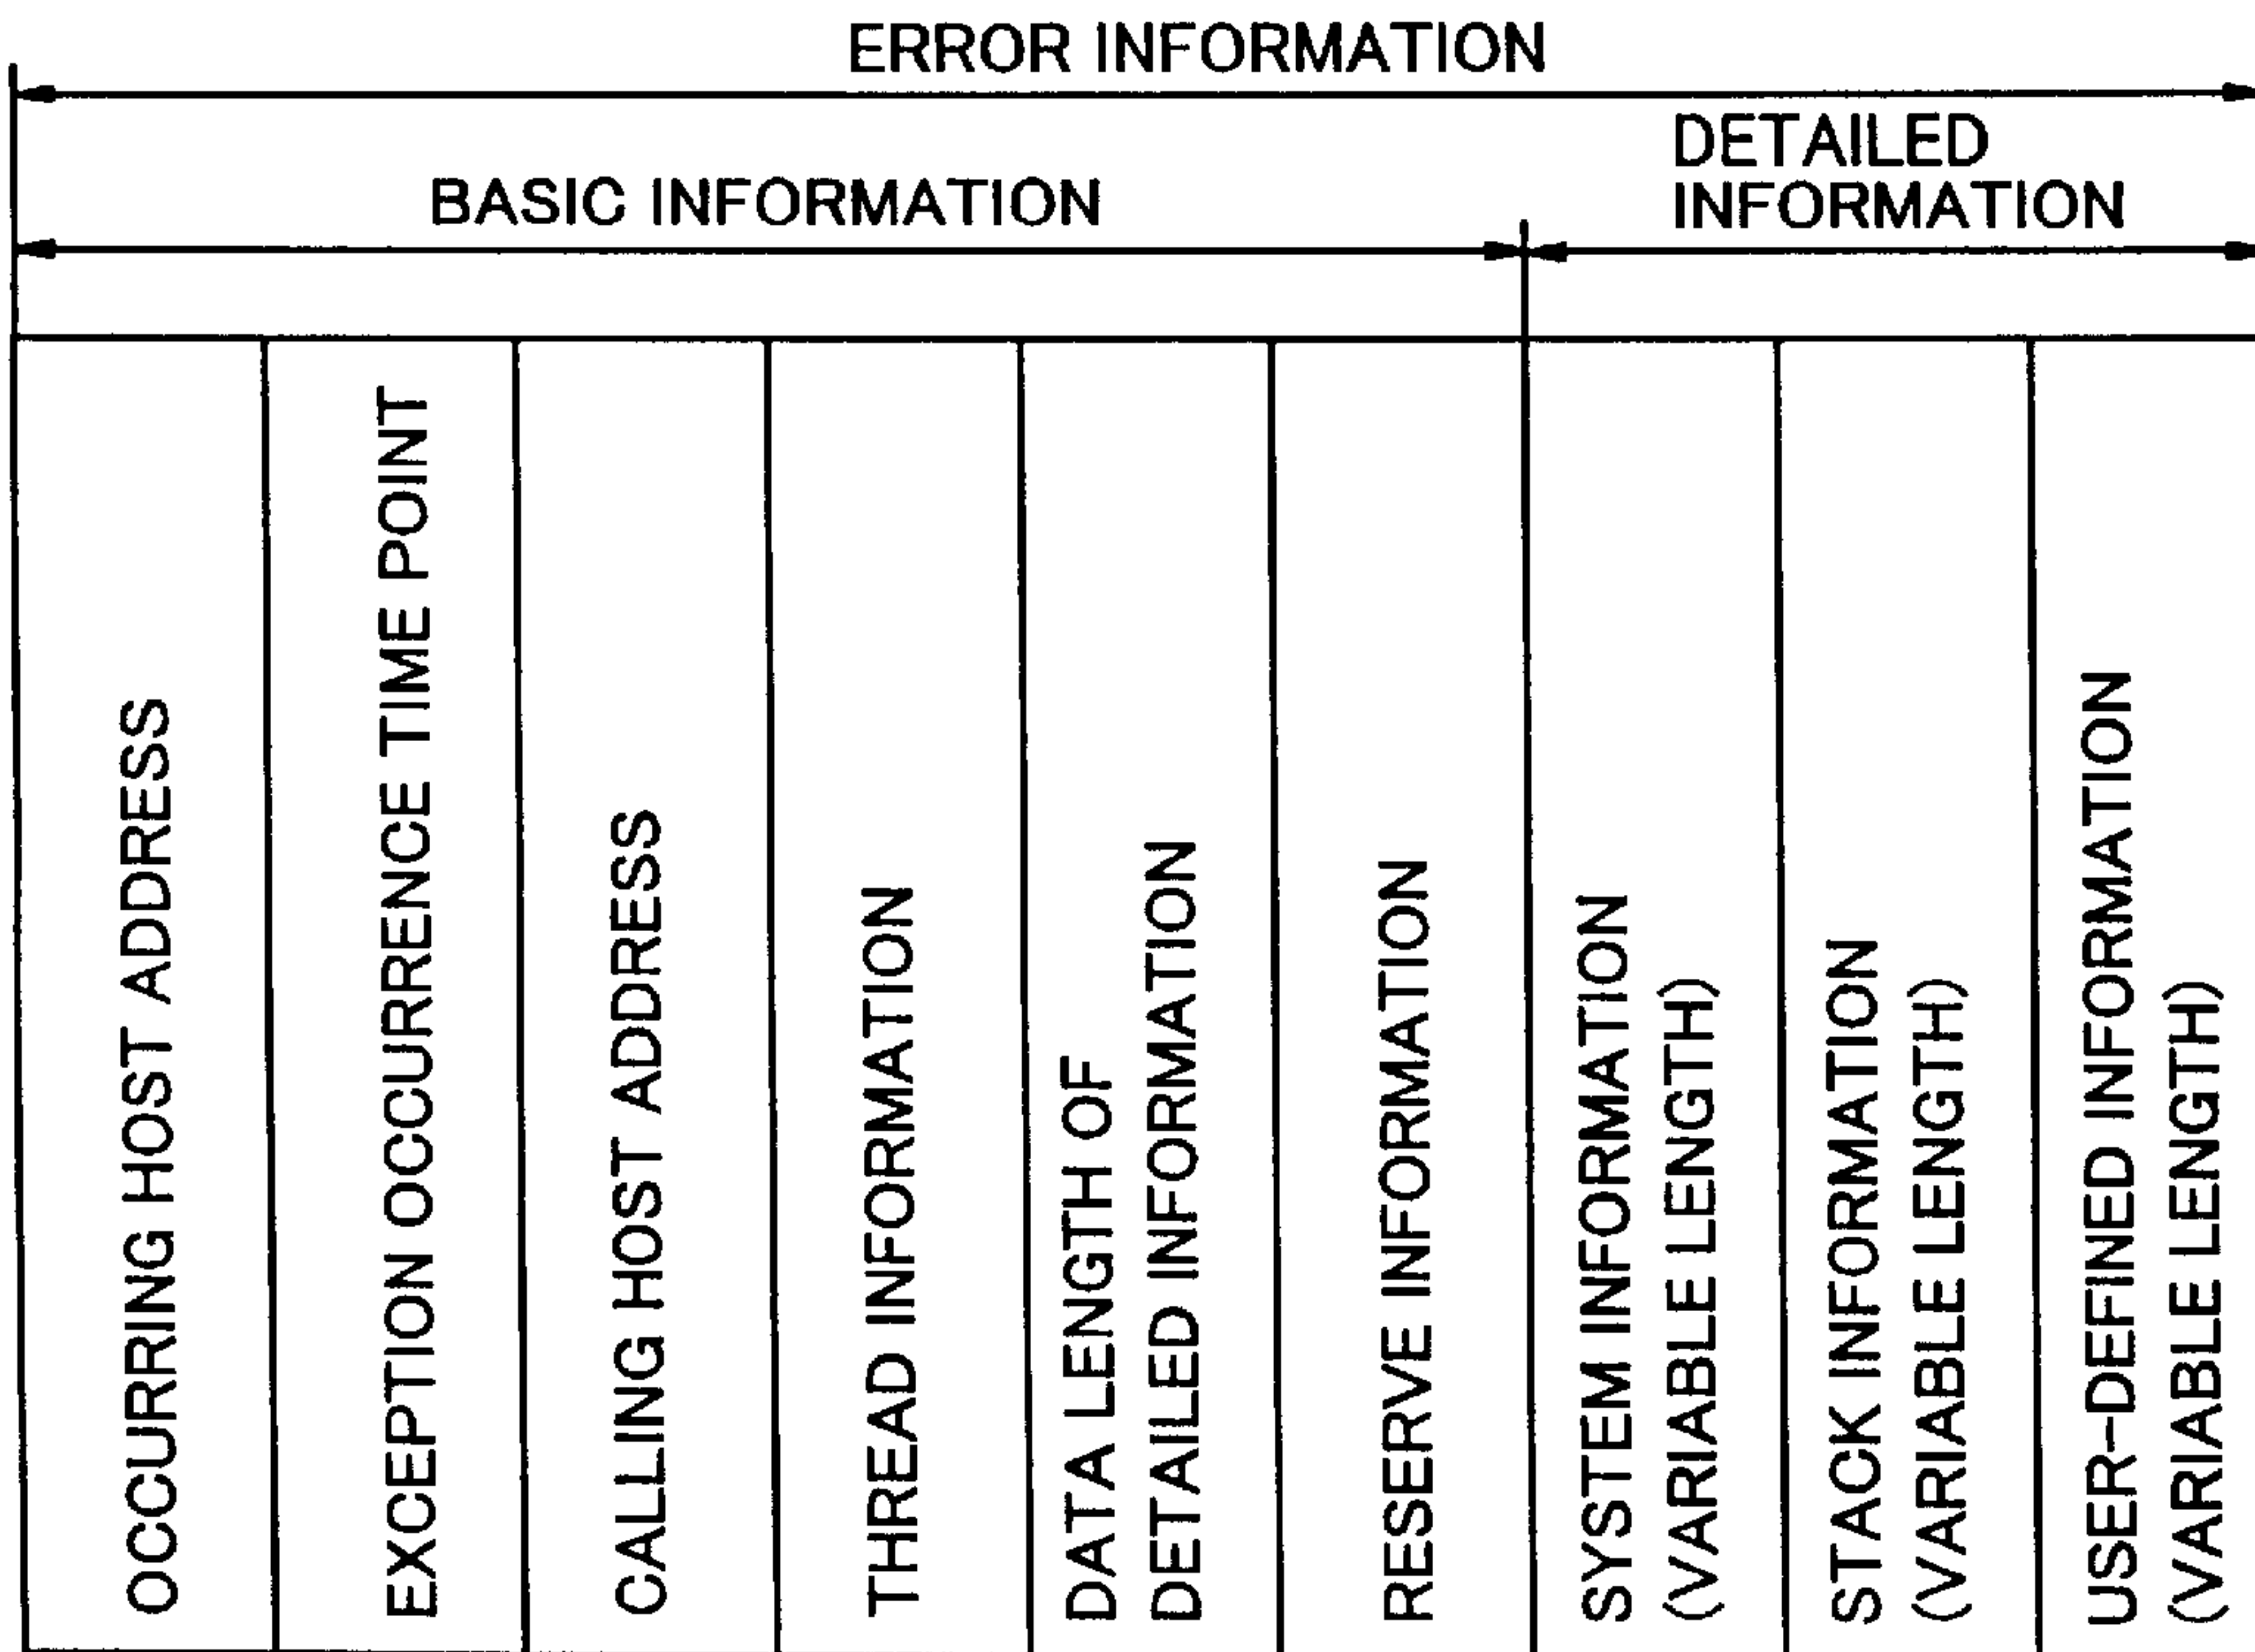 ERROR INFORMATION
BASIC INFORMATION
DETAILED
INFORMATION
OCCURRING HOST ADDRESS
EXCEPTION OCCURRENCE TIME POINT
CALLING HOST ADDRESS
THREAD INFORMATION
DATA LENGTH OF
DETAILED INFORMATION
RESERVE INFORMATION
SYSTEM INFORMATION
(VARIABLE LENGTH)
STACK INFORMATION
(VARIABLE LENGTH)
USER-DEFINED INFORMATION
(VARIABLE LENGTH)